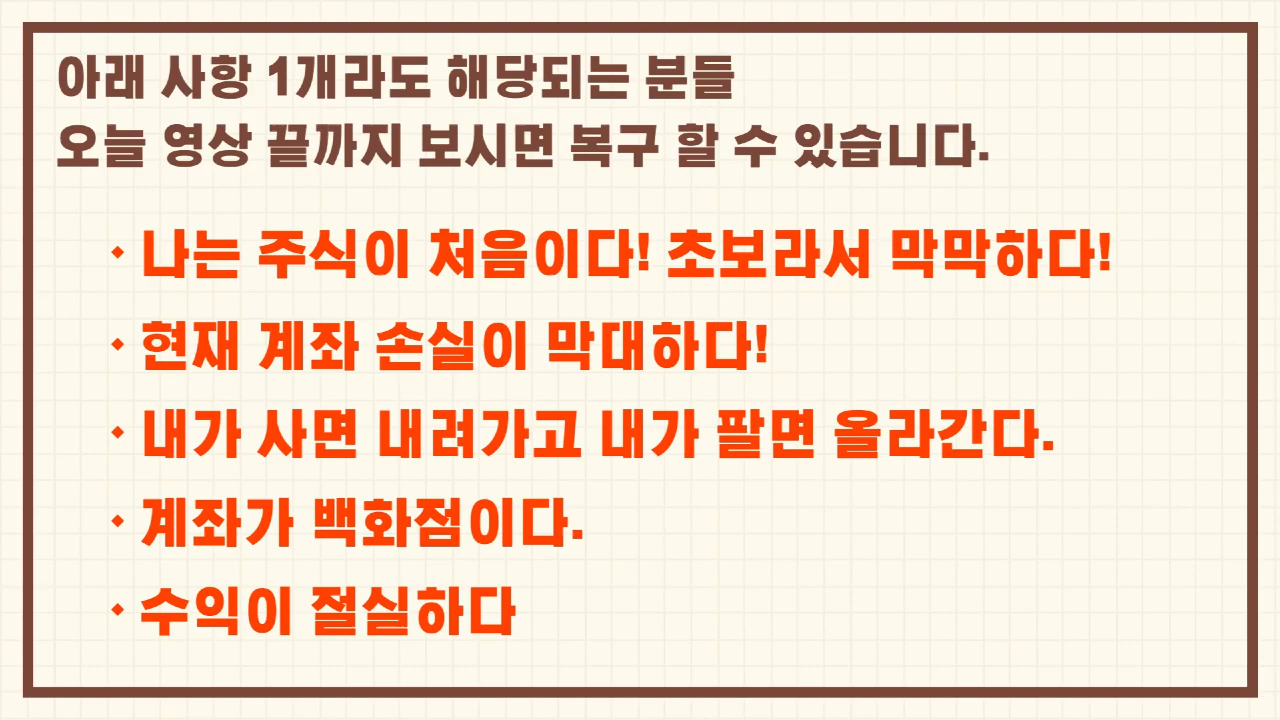 아래 사항 1개라도 해당되는 분들
오늘 영상 끝까지 보시면 복구 할 수 있습니다.
· 나는 주식이 처음이다! 초보라서 막막하다!
· 현재 계좌 손실이 막대하다!
· 내가 사면 내려가고 내가 팔면 올라간다.
· 계좌가 백화점이다.
· 수익이 절실하다